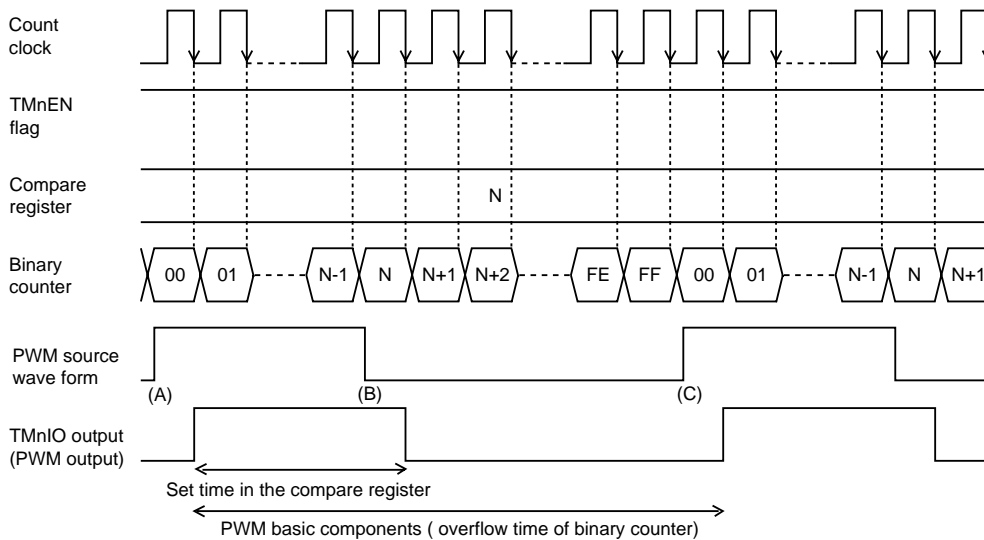 Count
clock
TMnEN
flag
Compare
register
N
Binary
counter
00 01 N-1 N N+1 N+2 FE FF 00 01 N-1 N N+1
PWM source
wave form
(A) (B) (C)
TMnIO output
(PWM output)
Set time in the compare register
PWM basic components ( overflow time of binary counter)